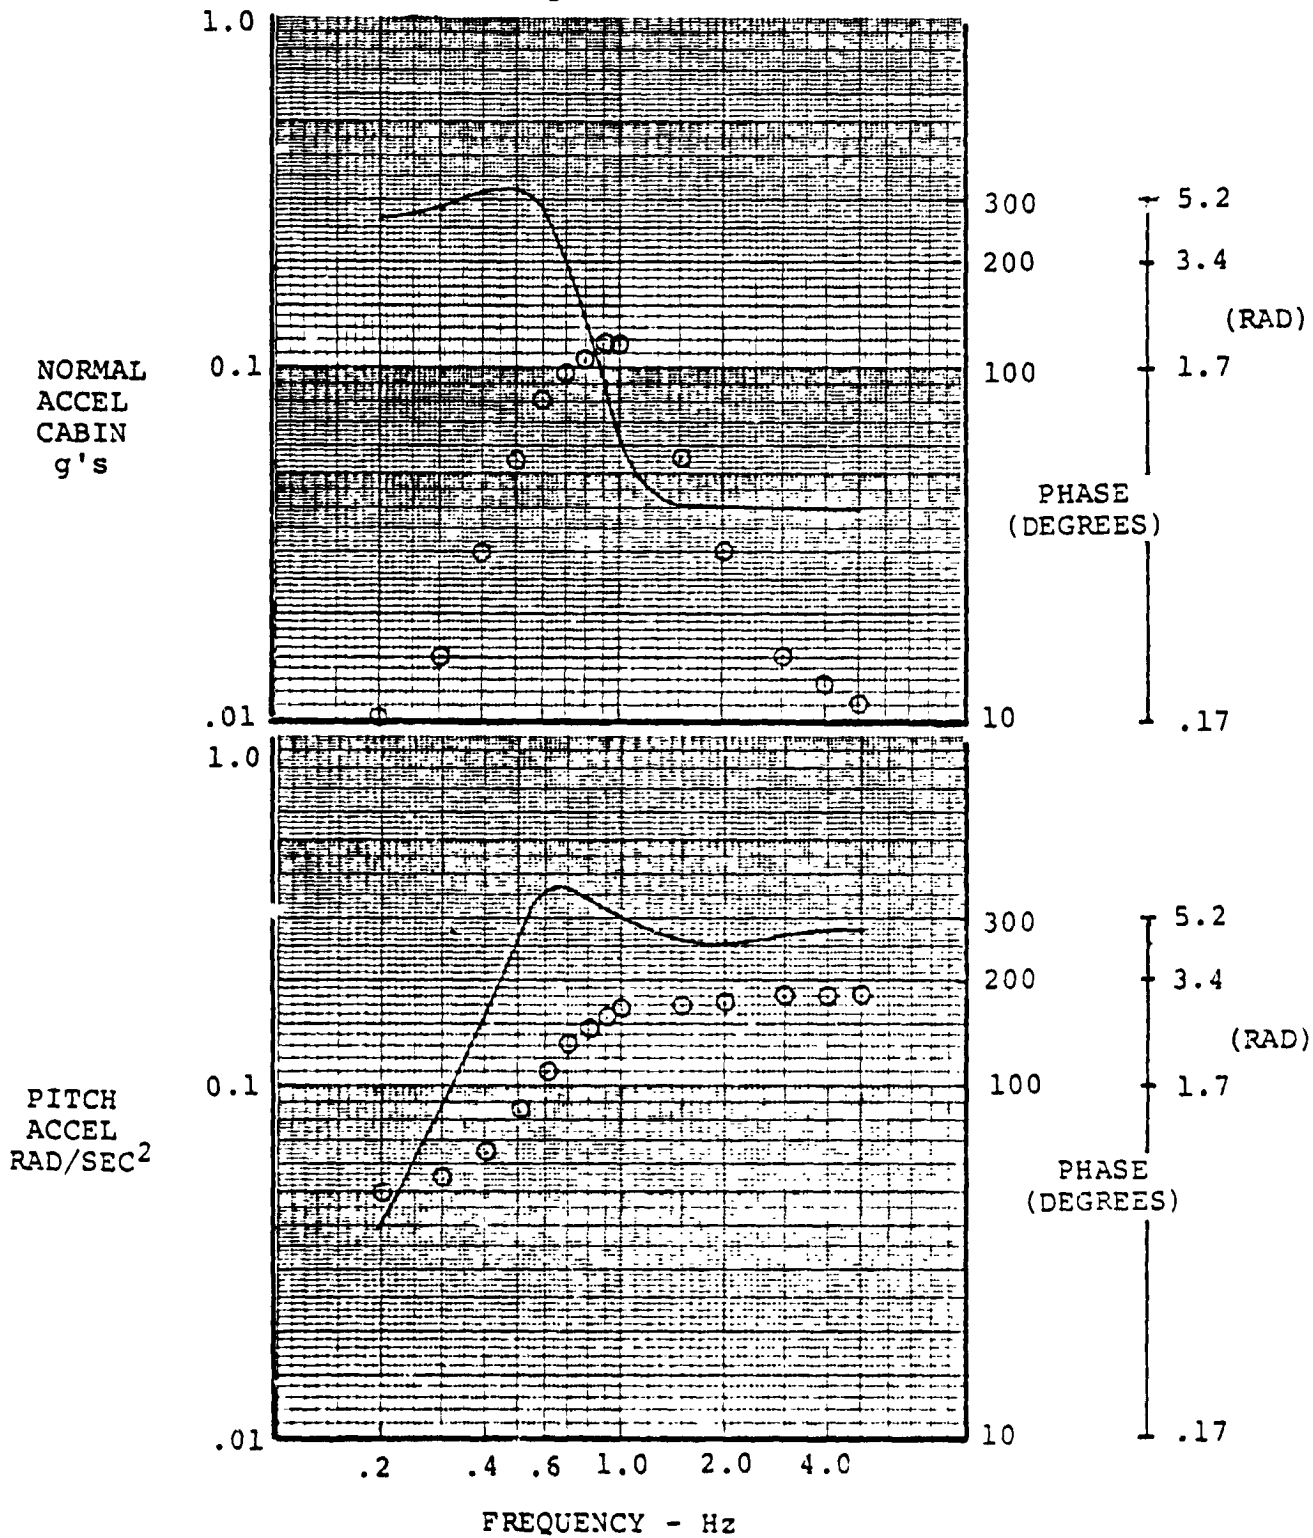 1.0
300
5.2
200
3.4
(RAD)
NORMAL
ACCEL
CABIN
g's
0.1
100
1.7
PHASE
(DEGREES)
.01
10
.17
1.0
300
5.2
200
3.4
(RAD)
PITCH
ACCEL
RAD/SEC2
0.1
100
1.7
PHASE
(DEGREES)
.01
10
.17
.2 .4 .6 1.0 2.0 4.0
FREQUENCY - Hz